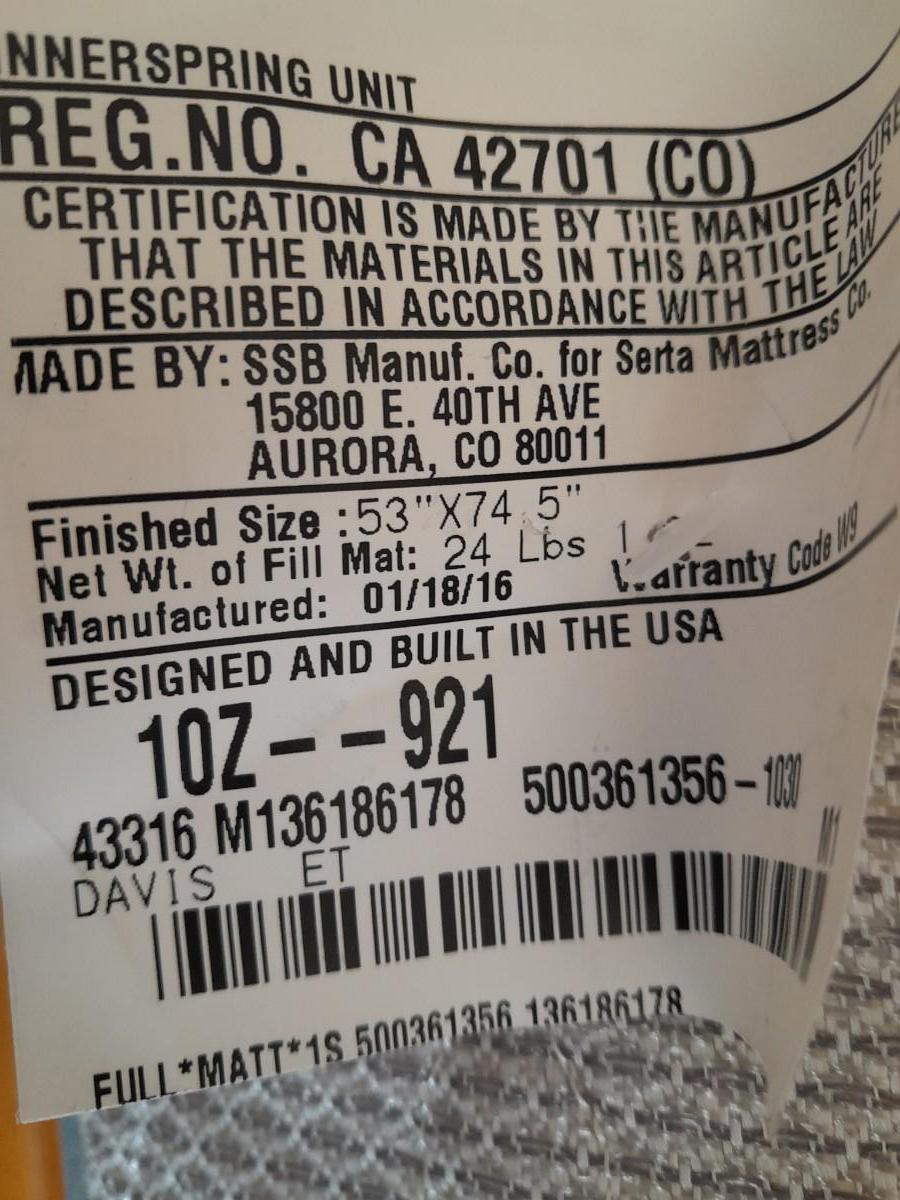 NNERSPRING UNIT
REG.NO. CA 42701 (CO)
CERTIFICATION IS MADE BY THE MANUFACTURE
THAT THE MATERIALS IN THIS ARTICLE ARE
DESCRIBED IN ACCORDANCE WITH THE LAW
MADE BY: SSB Manuf. Co. for Serta Mattress Co.
15800 E. 40TH AVE
AURORA, CO 80011
Finished Size :53"X74.5"
Net Wt. of Fill Mat: 24 Lbs
Manufactured: 01/18/16 Warranty Code W9
DESIGNED AND BUILT IN THE USA
10Z--921
43316 M136186178 500361356-1030
DAVIS ET M1
FULL*MATT*1S 500361356 136186178